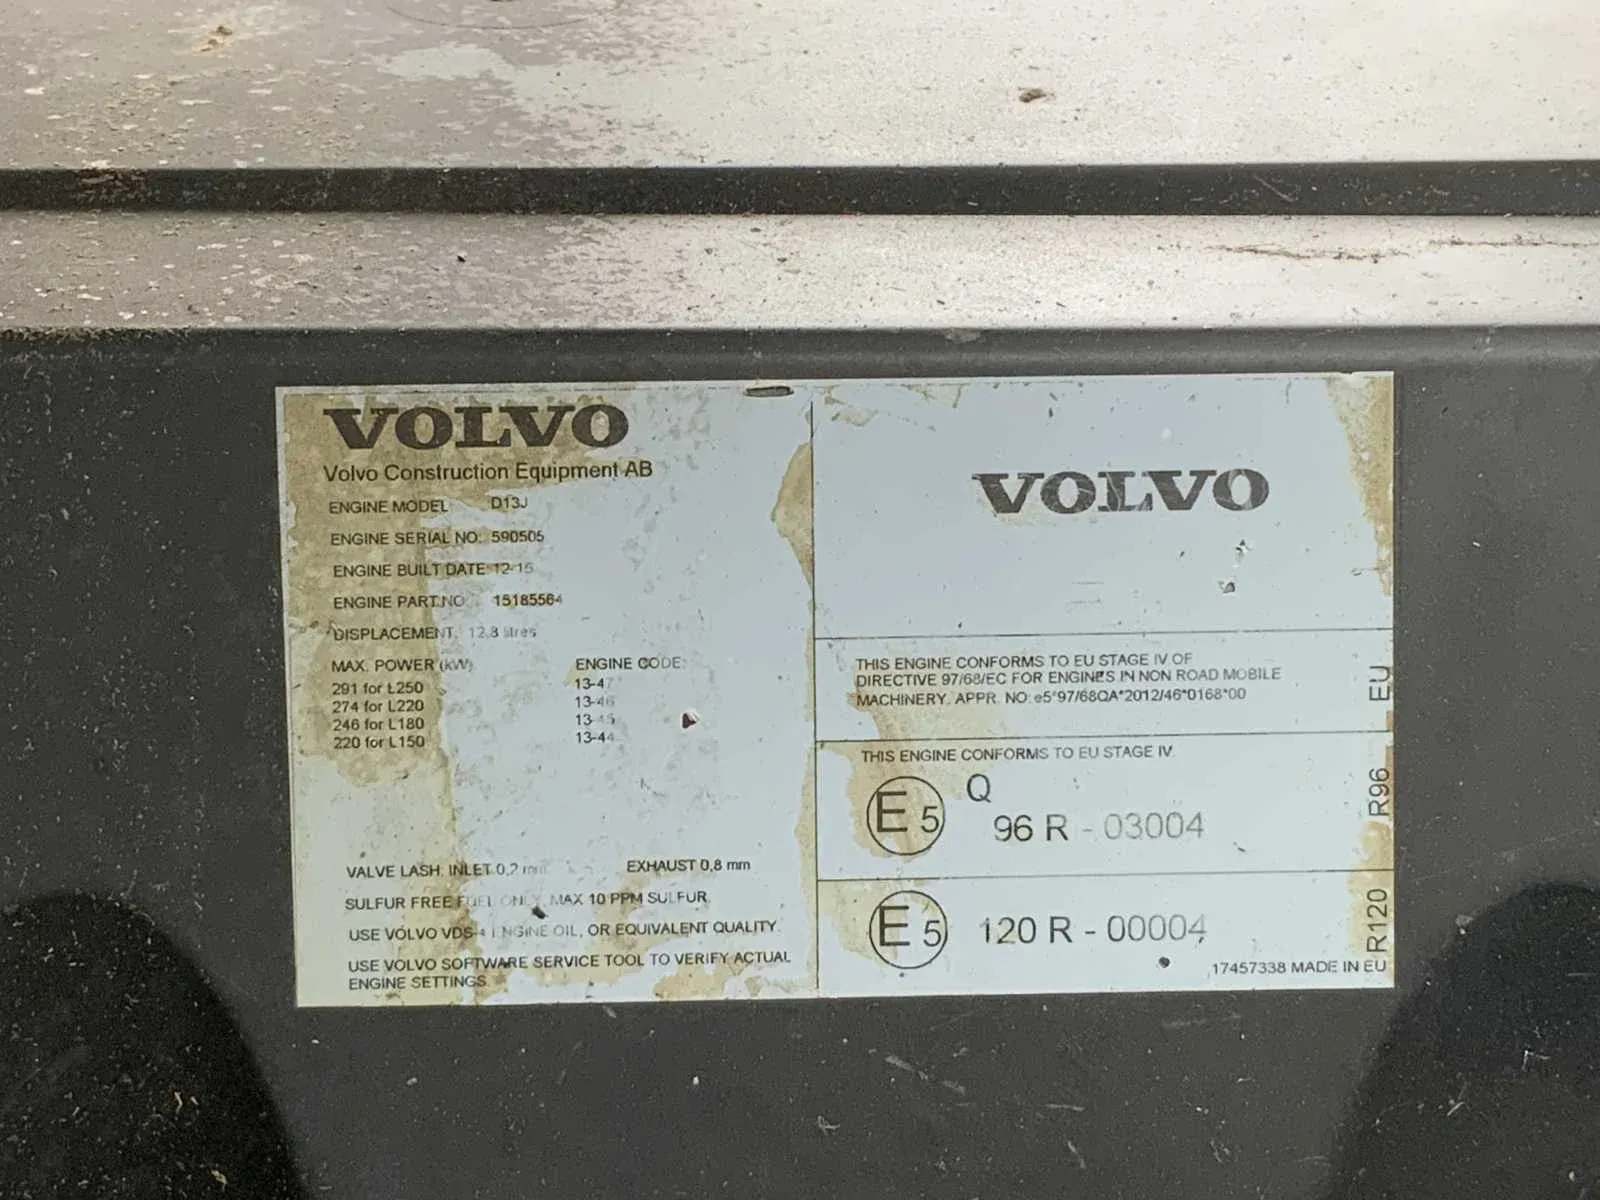 VOLVO
Volvo Construction Equipment AB
ENGINE MODEL D13J
ENGINE SERIAL NO: 590505
ENGINE BUILT DATE: 12-15
ENGINE PART.NO 15185564
DISPLACEMENT: 12,8 litres
MAX. POWER (kW) ENGINE CODE:
291 for L250 13-47
274 for L220 13-46
246 for L180 13-45
220 for L150 13-44
VALVE LASH: INLET 0,2 mm EXHAUST 0,8 mm
SULFUR FREE FUEL ONLY, MAX 10 PPM SULFUR.
USE VOLVO VDS-4 ENGINE OIL, OR EQUIVALENT QUALITY.
USE VOLVO SOFTWARE SERVICE TOOL TO VERIFY ACTUAL
ENGINE SETTINGS.
VOLVO
THIS ENGINE CONFORMS TO EU STAGE IV OF
DIRECTIVE 97/68/EC FOR ENGINES IN NON ROAD MOBILE
MACHINERY. APPR. NO: e5*97/68QA*2012/46*0168*00
EU
THIS ENGINE CONFORMS TO EU STAGE IV.
E5 Q
96 R - 03004
R96
E5 120 R - 00004
R120
17457338 MADE IN EU